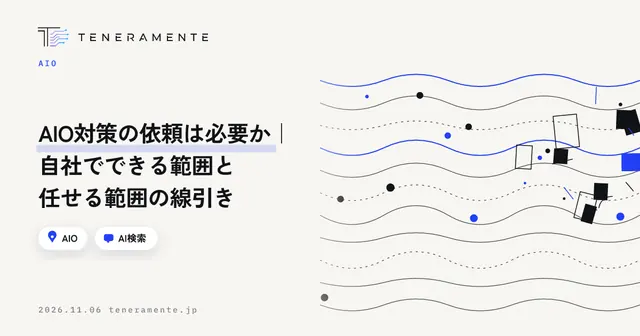 TENERAMENTE
AIO
AIO対策の依頼は必要か｜
自社でできる範囲と
任せる範囲の線引き
AIO
AI検索
2026.11.06 teneramente.jp